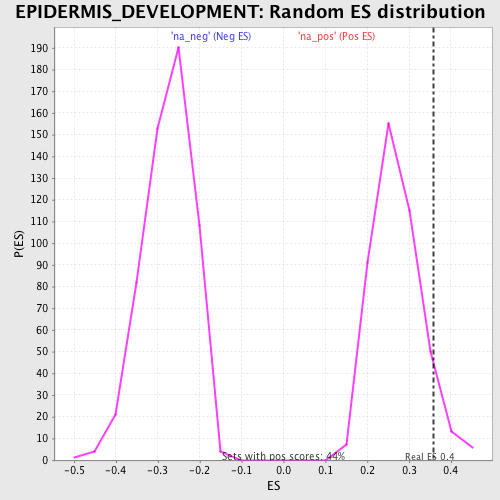 EPIDERMIS_DEVELOPMENT: Random ES distribution
'na_neg' (Neg ES) 'na_pos' (Pos ES)
190
180
170
160
150
140
130
120
110
100
90
80
70
60
50
40
30
20
10
0
P(ES)
Sets with pos scores: 44%
Real ES 0.4
-0.5 -0.4 -0.3 -0.2 -0.1 0.0 0.1 0.2 0.3 0.4
ES